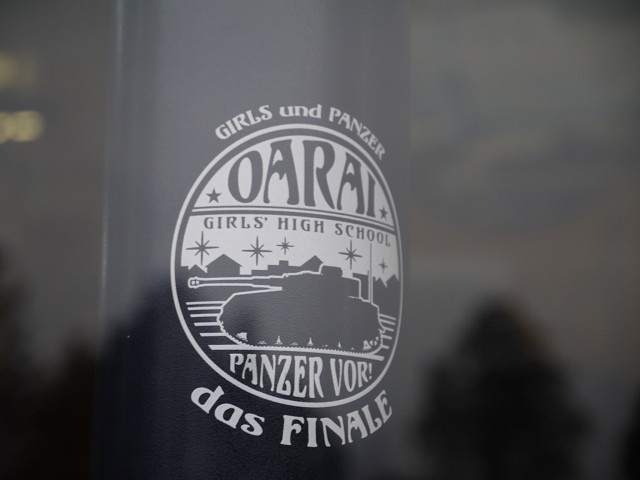 GIRLS und PANZER
OARAI
GIRLS' HIGH SCHOOL
PANZER VOR!
das FINALE